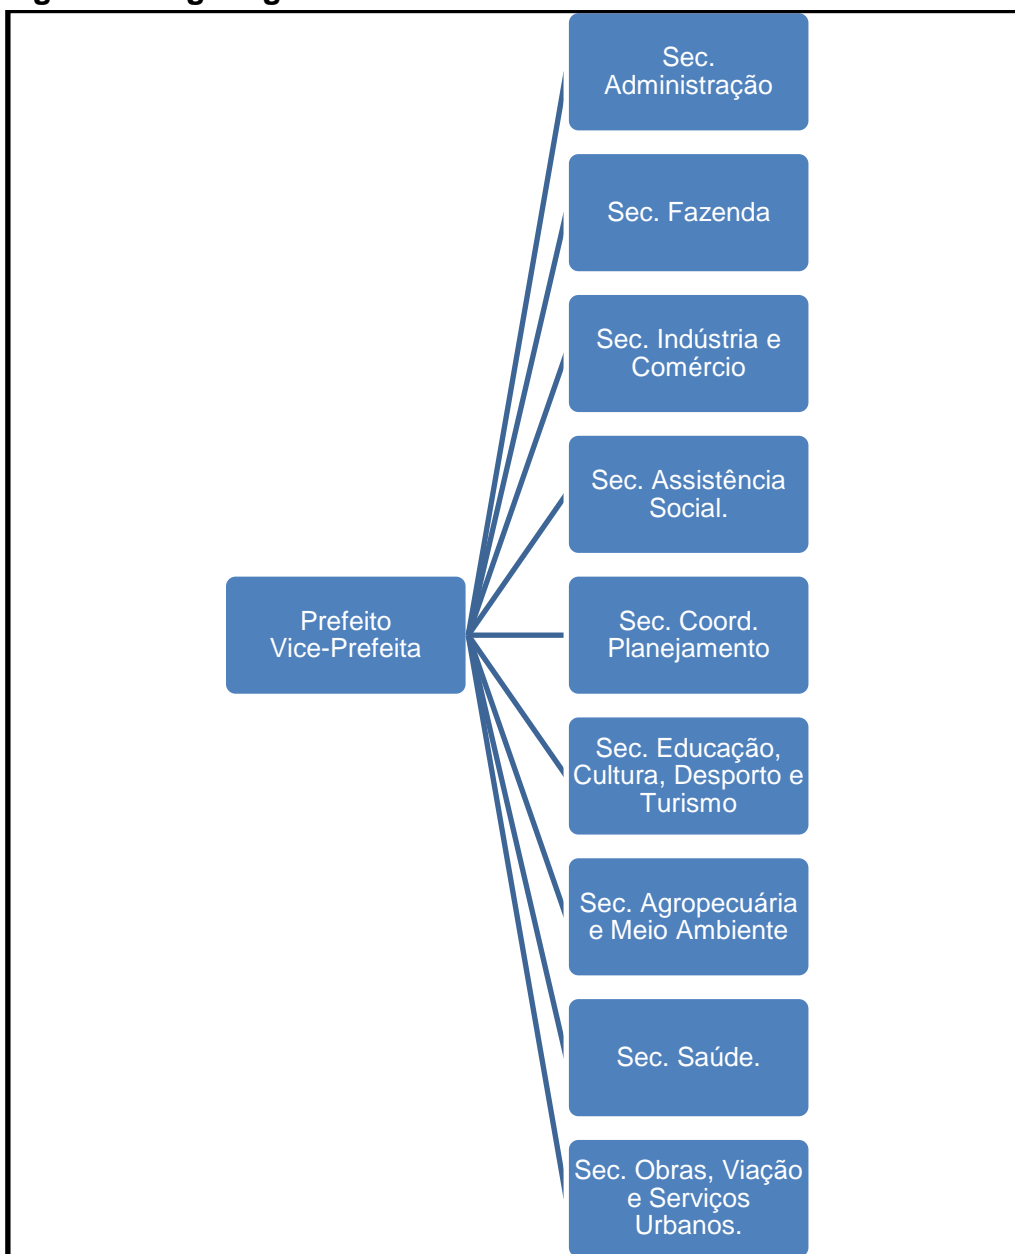 Sec.
Administração
Sec. Fazenda
Sec. Indústria e
Comércio
Sec. Assistência
Social.
Prefeito
Vice-Prefeita
Sec. Coord.
Planejamento
Sec. Educação,
Cultura, Desporto e
Turismo
Sec. Agropecuária
e Meio Ambiente
Sec. Saúde.
Sec. Obras, Viação
e Serviços
Urbanos.